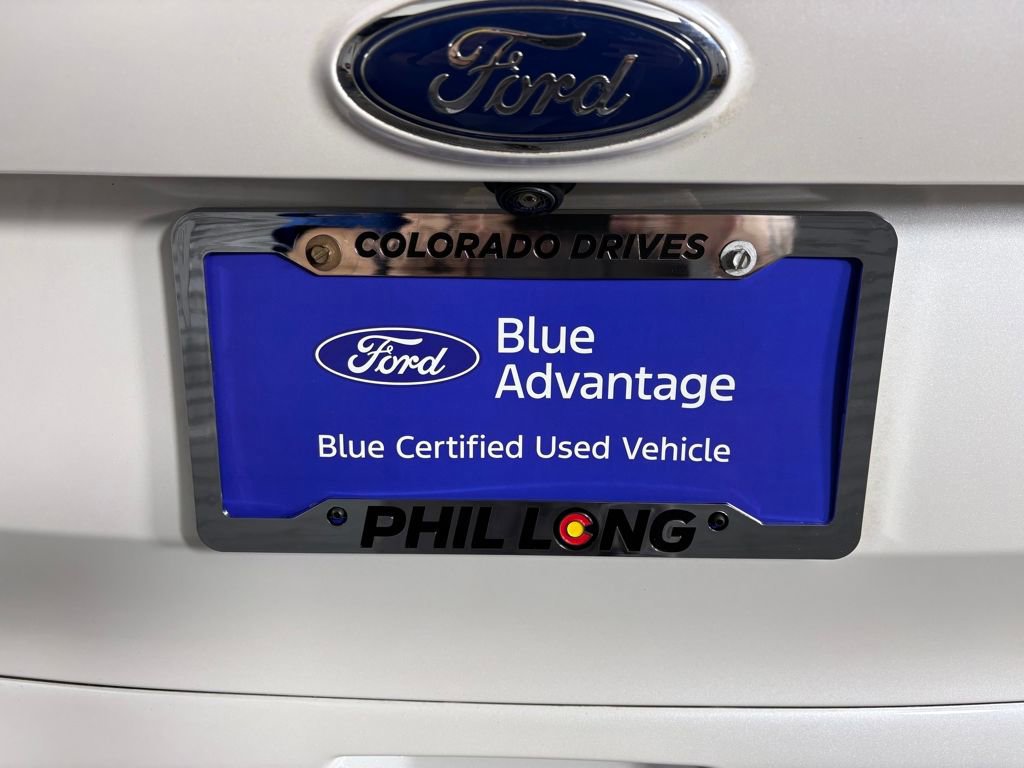 Ford
COLORADO DRIVES
Ford
Blue
Advantage
Blue Certified Used Vehicle
PHIL LONG